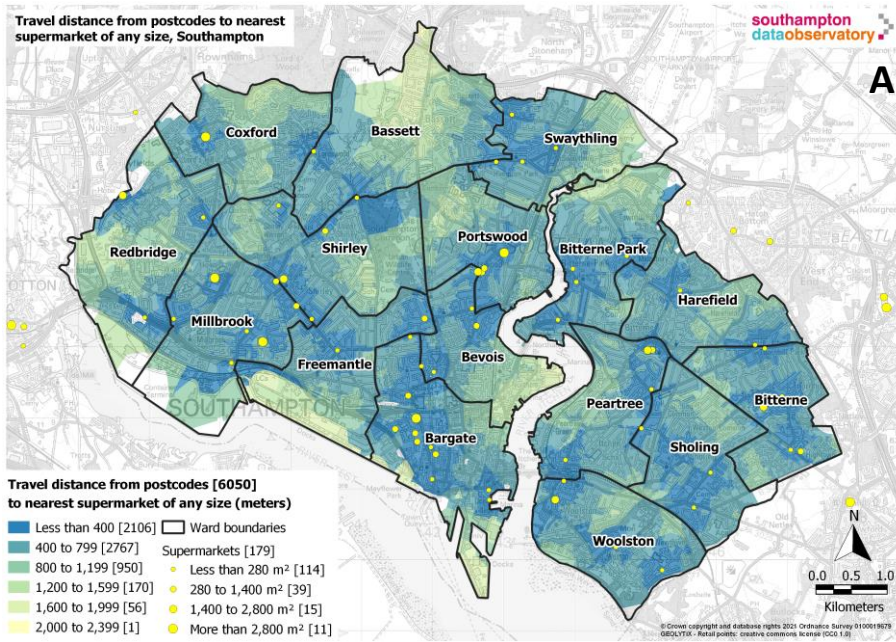 Travel distance from postcodes to nearest
supermarket of any size, Southampton
southampton
dataobservatory
A
Coxford
Bassett
Swaythling
Redbridge
Shirley
Portswood
Bitterne Park
Harefield
Millbrook
Freemantle
Bevois
Peartree
Bitterne
SOUTHAMPTON
Bargate
Sholing
Woolston
Travel distance from postcodes [6050]
to nearest supermarket of any size (meters)
Less than 400 [2106]
400 to 799 [2767]
800 to 1,199 [950]
1,200 to 1,599 [170]
1,600 to 1,999 [56]
2,000 to 2,399 [1]
Ward boundaries
Supermarkets [179]
Less than 280 m² [114]
280 to 1,400 m² [39]
1,400 to 2,800 m² [15]
More than 2,800 m² [11]
N
0.0 0.5 1.0
Kilometers
© Crown copyright and database rights 2021 Ordnance Survey 0100019679
GEOLYTIX - Retail points: creative commons license (CC0 1.0)